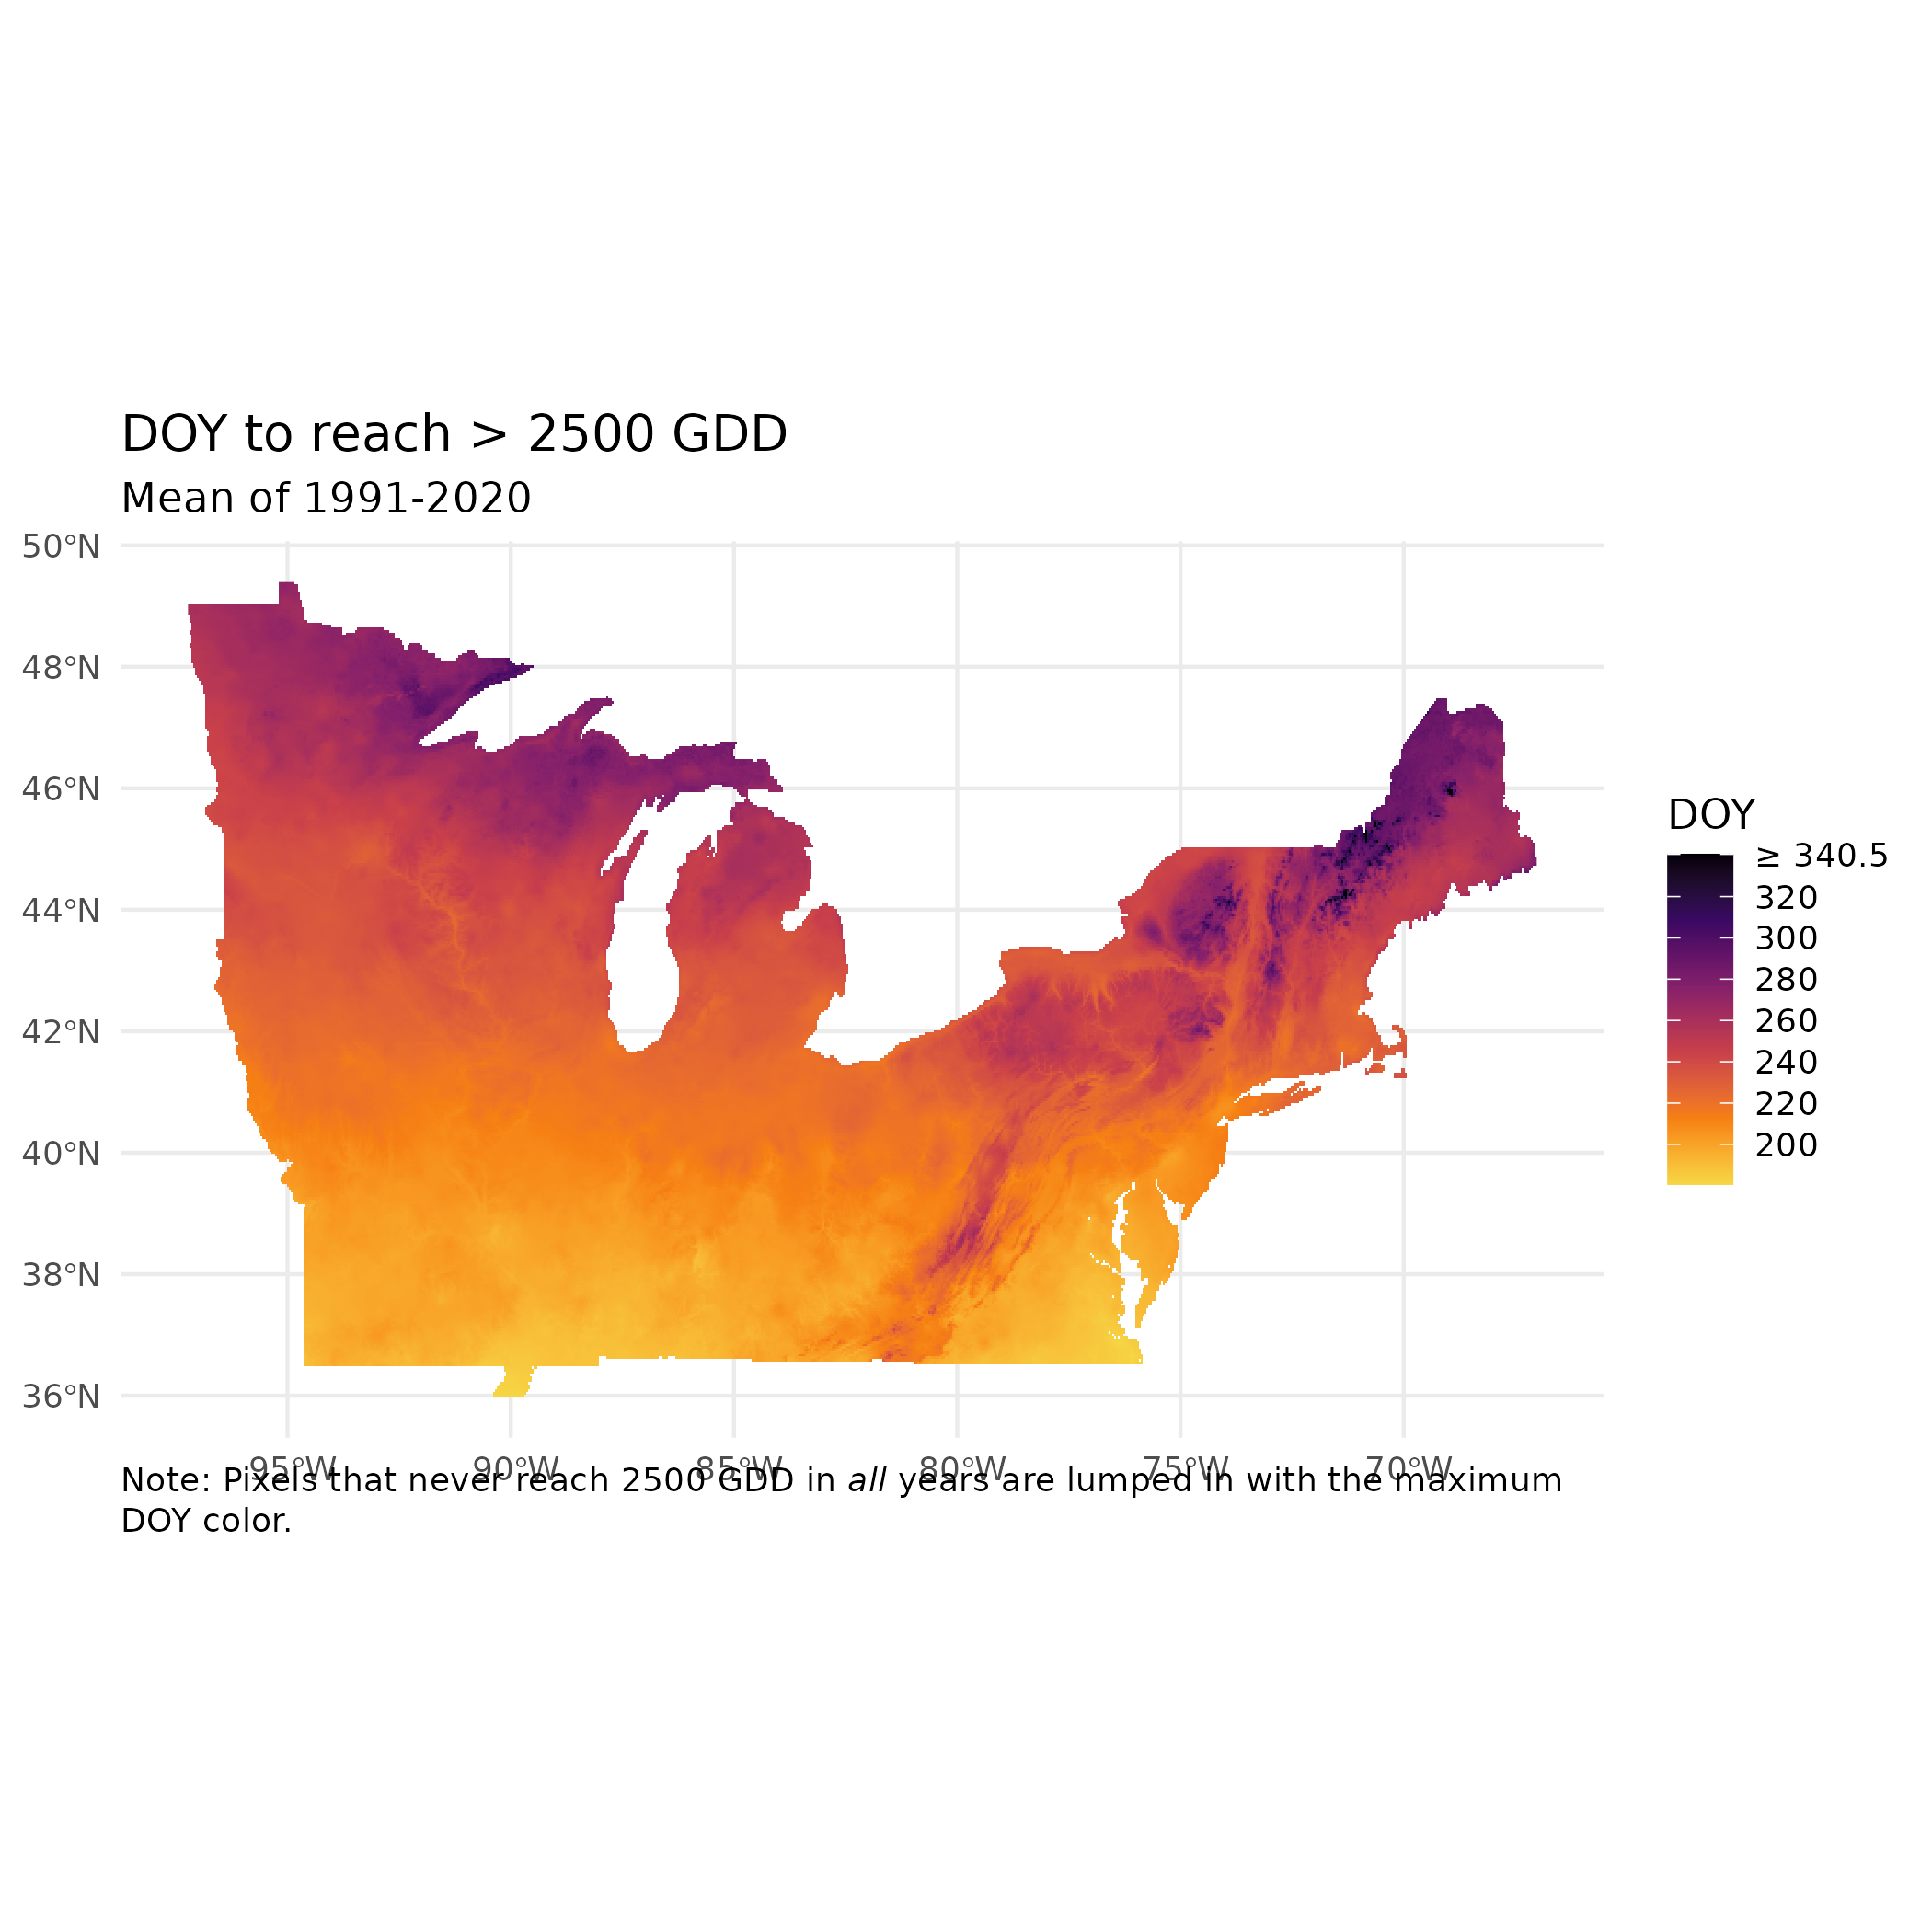 DOY to reach > 2500 GDD
Mean of 1991-2020
50°N
48°N
46°N
44°N
42°N
40°N
38°N
36°N
95°W 90°W 85°W 80°W 75°W 70°W
Note: Pixels that never reach 2500 GDD in all years are lumped in with the maximum
DOY color.
DOY
≥ 340.5
320
300
280
260
240
220
200